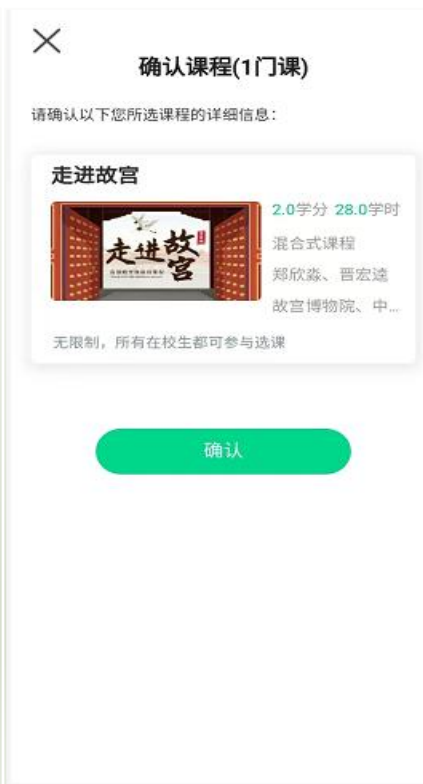 确认课程(1门课)
请确认以下您所选课程的详细信息：
走进故宫
走进故宫
2.0学分 28.0学时
混合式课程
郑欣淼、晋宏逵
故宫博物院、中...
无限制，所有在校生都可参与选课
确认